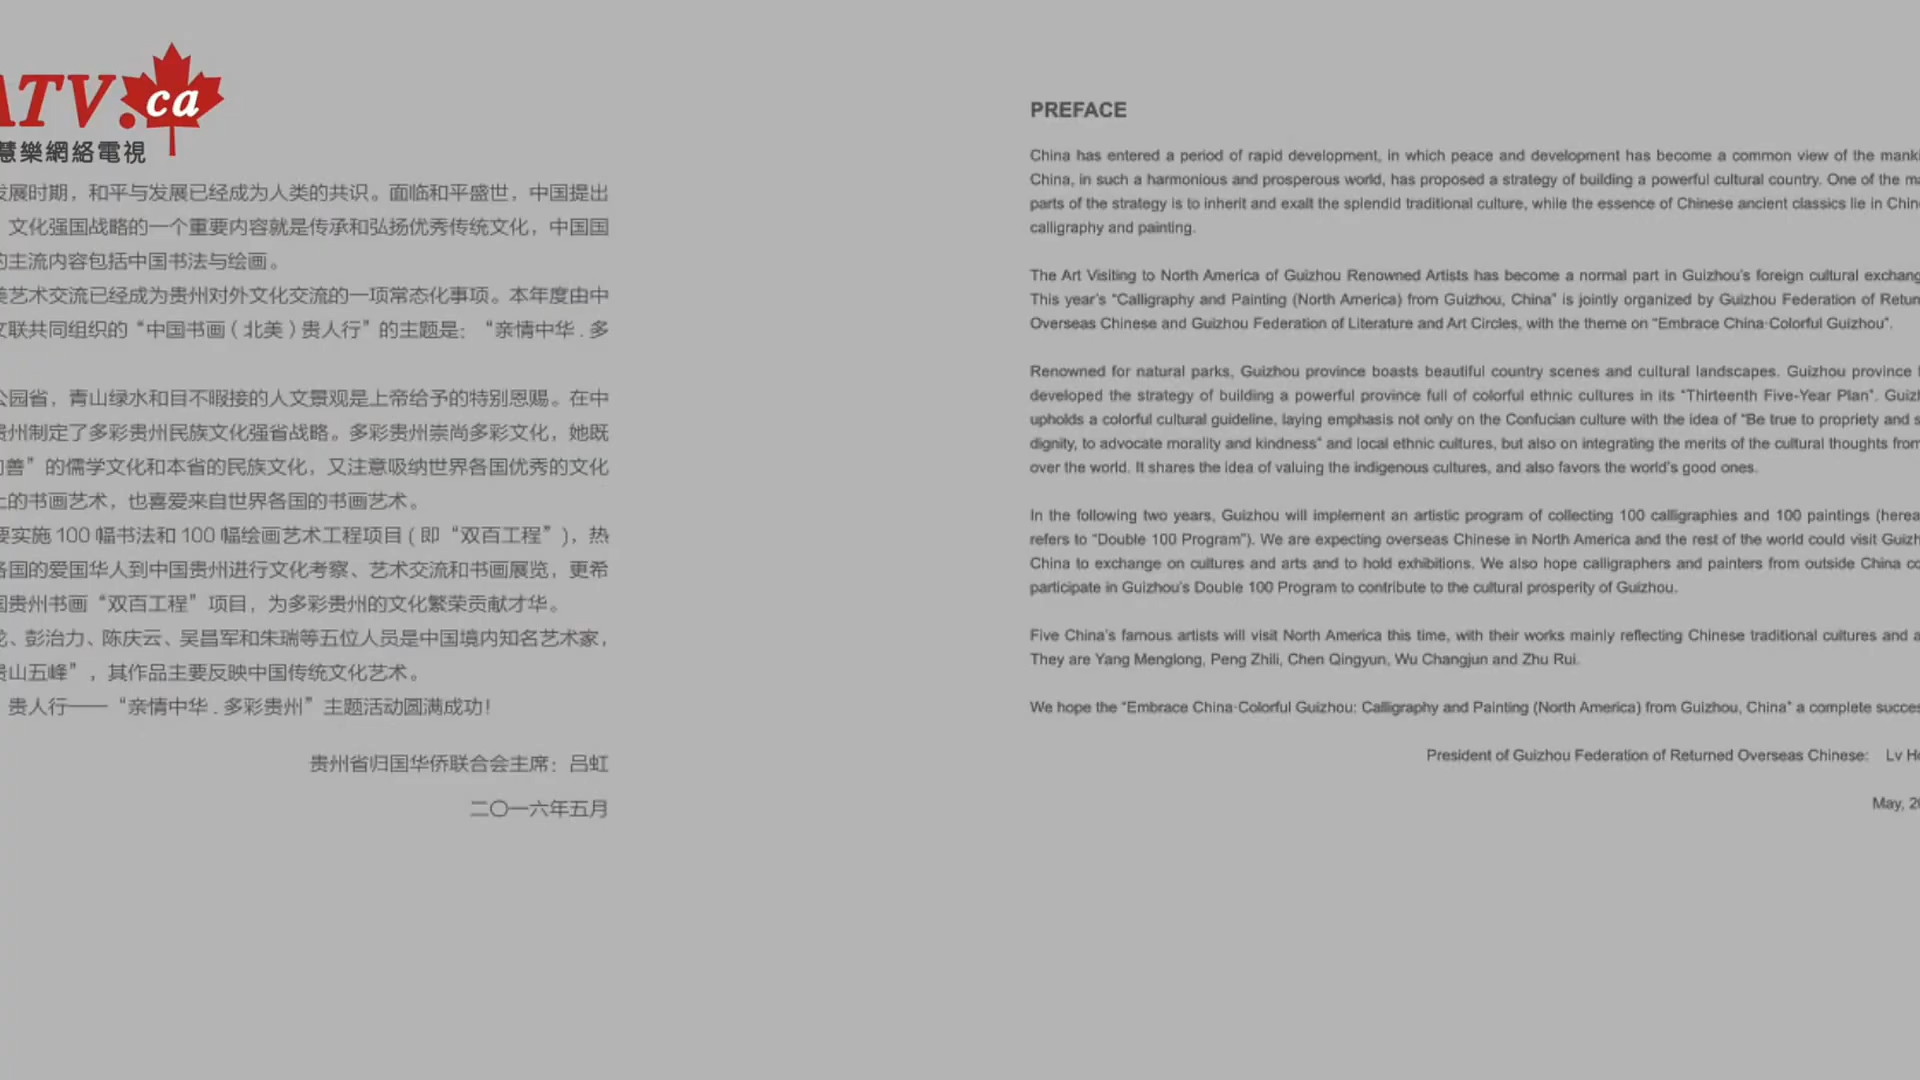 ATV.ca
慧樂網絡電視
发展时期，和平与发展已经成为人类的共识。面临和平盛世，中国提出
文化强国战略的一个重要内容就是传承和弘扬优秀传统文化，中国国
的主流内容包括中国书法与绘画。
美艺术交流已经成为贵州对外文化交流的一项常态化事项。本年度由中
文联共同组织的“中国书画（北美）贵人行”的主题是：“亲情中华．多
公园省，青山绿水和目不暇接的人文景观是上帝给予的特别恩赐。在中
贵州制定了多彩贵州民族文化强省战略。多彩贵州崇尚多彩文化，她既
向善”的儒学文化和本省的民族文化，又注意吸纳世界各国优秀的文化
上的书画艺术，也喜爱来自世界各国的书画艺术。
要实施 100 幅书法和 100 幅绘画艺术工程项目 ( 即“双百工程”)，热
各国的爱国华人到中国贵州进行文化考察、艺术交流和书画展览，更希
国贵州书画“双百工程”项目，为多彩贵州的文化繁荣贡献才华。
龙、彭治力、陈庆云、吴昌军和朱瑞等五位人员是中国境内知名艺术家，
贵山五峰”，其作品主要反映中国传统文化艺术。
贵人行——“亲情中华．多彩贵州”主题活动圆满成功！
贵州省归国华侨联合会主席：吕虹
二〇一六年五月
PREFACE
China has entered a period of rapid development, in which peace and development has become a common view of the manki
China, in such a harmonious and prosperous world, has proposed a strategy of building a powerful cultural country. One of the ma
parts of the strategy is to inherit and exalt the splendid traditional culture, while the essence of Chinese ancient classics lie in Chin
calligraphy and painting.
The Art Visiting to North America of Guizhou Renowned Artists has become a normal part in Guizhou's foreign cultural exchang
This year's “Calligraphy and Painting (North America) from Guizhou, China” is jointly organized by Guizhou Federation of Return
Overseas Chinese and Guizhou Federation of Literature and Art Circles, with the theme on “Embrace China·Colorful Guizhou”.
Renowned for natural parks, Guizhou province boasts beautiful country scenes and cultural landscapes. Guizhou province h
developed the strategy of building a powerful province full of colorful ethnic cultures in its “Thirteenth Five-Year Plan”. Guizh
upholds a colorful cultural guideline, laying emphasis not only on the Confucian culture with the idea of “Be true to propriety and s
dignity, to advocate morality and kindness” and local ethnic cultures, but also on integrating the merits of the cultural thoughts from
over the world. It shares the idea of valuing the indigenous cultures, and also favors the world's good ones.
In the following two years, Guizhou will implement an artistic program of collecting 100 calligraphies and 100 paintings (herea
refers to “Double 100 Program”). We are expecting overseas Chinese in North America and the rest of the world could visit Guizh
China to exchange on cultures and arts and to hold exhibitions. We also hope calligraphers and painters from outside China co
participate in Guizhou's Double 100 Program to contribute to the cultural prosperity of Guizhou.
Five China's famous artists will visit North America this time, with their works mainly reflecting Chinese traditional cultures and a
They are Yang Menglong, Peng Zhili, Chen Qingyun, Wu Changjun and Zhu Rui.
We hope the “Embrace China·Colorful Guizhou: Calligraphy and Painting (North America) from Guizhou, China” a complete succes
President of Guizhou Federation of Returned Overseas Chinese: Lv Ho
May, 20